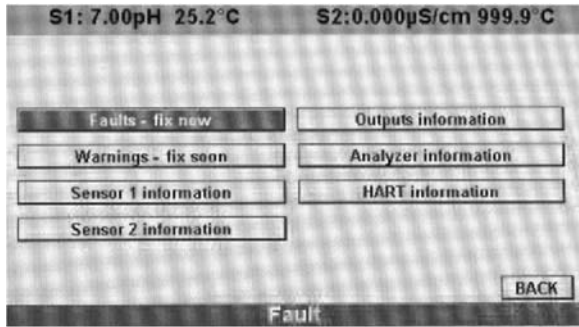 S1: 7.00pH 25.2°C S2:0.000µS/cm 999.9°C
Faults - fix now
Outputs information
Warnings - fix soon
Analyzer information
Sensor 1 information
HART information
Sensor 2 information
BACK
Fault